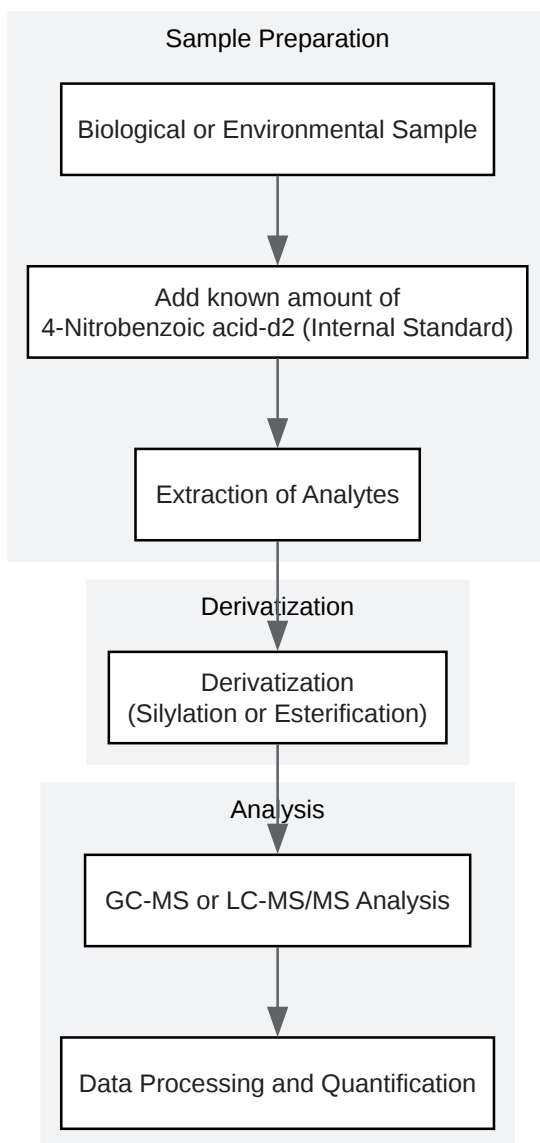 Sample Preparation
Biological or Environmental Sample
Add known amount of
4-Nitrobenzoic acid-d2 (Internal Standard)
Extraction of Analytes
Derivatization
Derivatization
(Silylation or Esterification)
Analysis
GC-MS or LC-MS/MS Analysis
Data Processing and Quantification